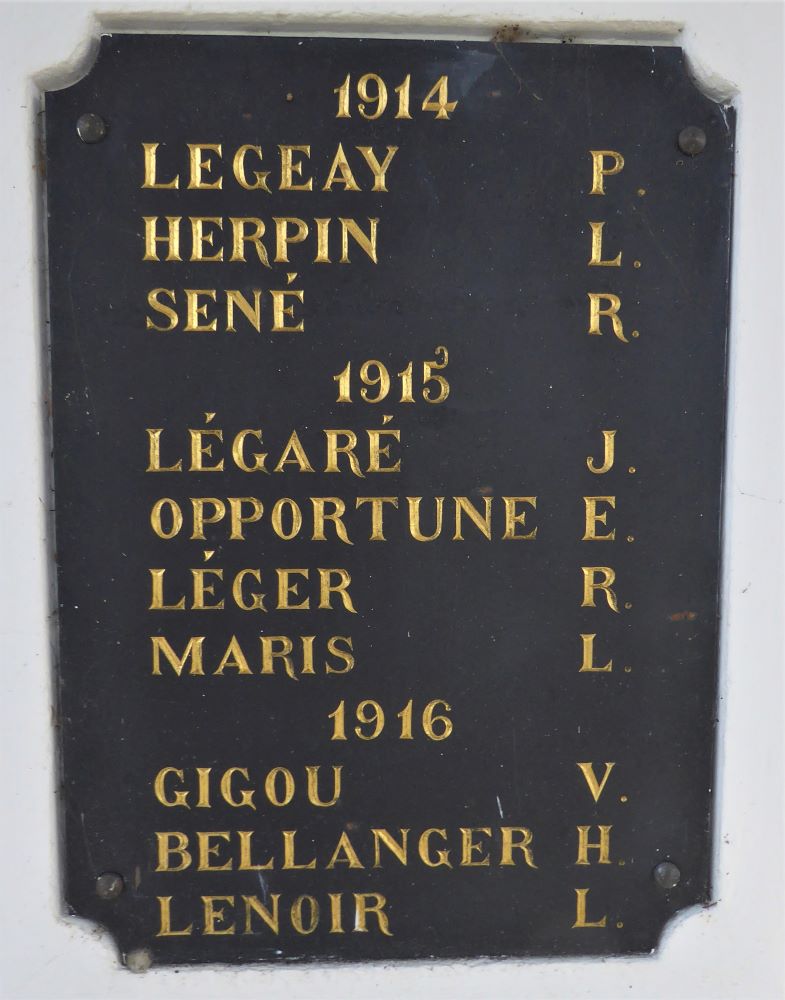 1914
LEGEAY P.
HERPIN L.
SENÉ R.
1915
LÉGARÉ J.
OPPORTUNE E.
LÉGER R.
MARIS L.
1916
GIGOU V.
BELLANGER H.
LENOIR L.